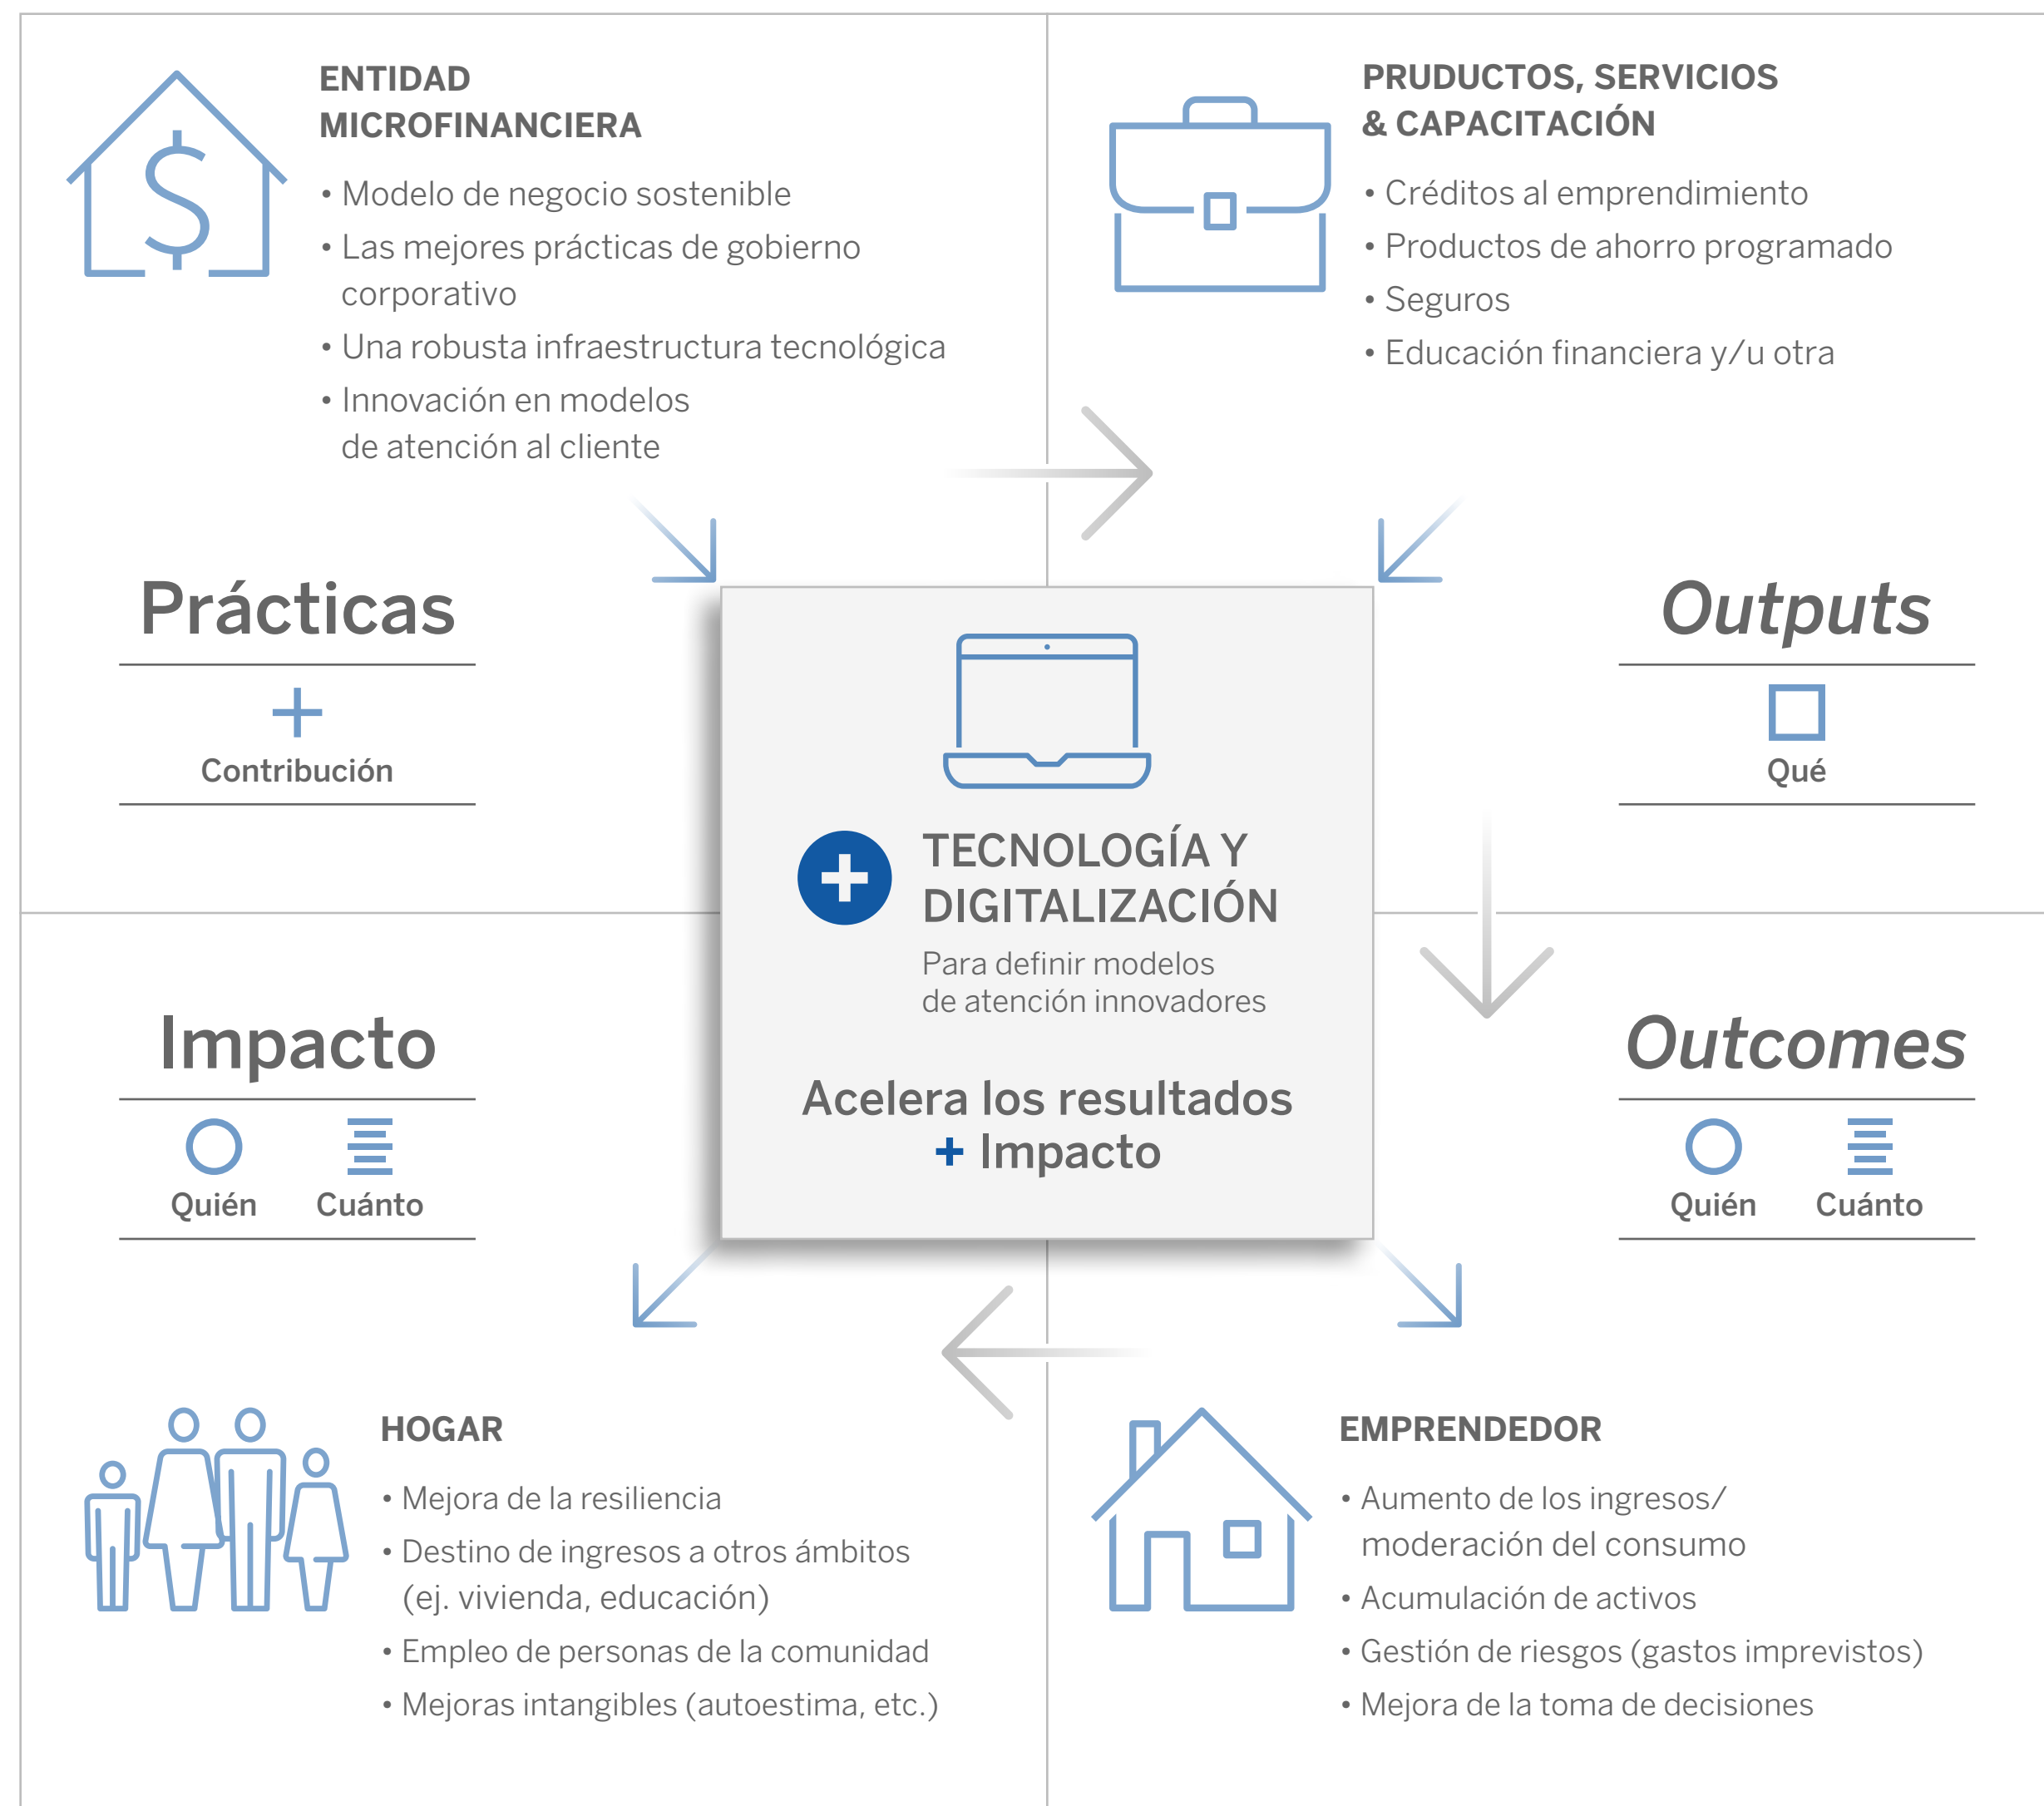 ENTIDAD
MICROFINANCIERA
• Modelo de negocio sostenible
• Las mejores prácticas de gobierno
corporativo
• Una robusta infraestructura tecnológica
• Innovación en modelos
de atención al cliente
Prácticas
Contribución
PRUDUCTOS, SERVICIOS
& CAPACITACIÓN
• Créditos al emprendimiento
• Productos de ahorro programado
• Seguros
• Educación financiera y/u otra
Outputs
Qué
TECNOLOGÍA Y
DIGITALIZACIÓN
Para definir modelos
de atención innovadores
Acelera los resultados
+ Impacto
Impacto
Quién Cuánto
HOGAR
• Mejora de la resiliencia
• Destino de ingresos a otros ámbitos
(ej. vivienda, educación)
• Empleo de personas de la comunidad
• Mejoras intangibles (autoestima, etc.)
Outcomes
Quién Cuánto
EMPRENDEDOR
• Aumento de los ingresos/
moderación del consumo
• Acumulación de activos
• Gestión de riesgos (gastos imprevistos)
• Mejora de la toma de decisiones